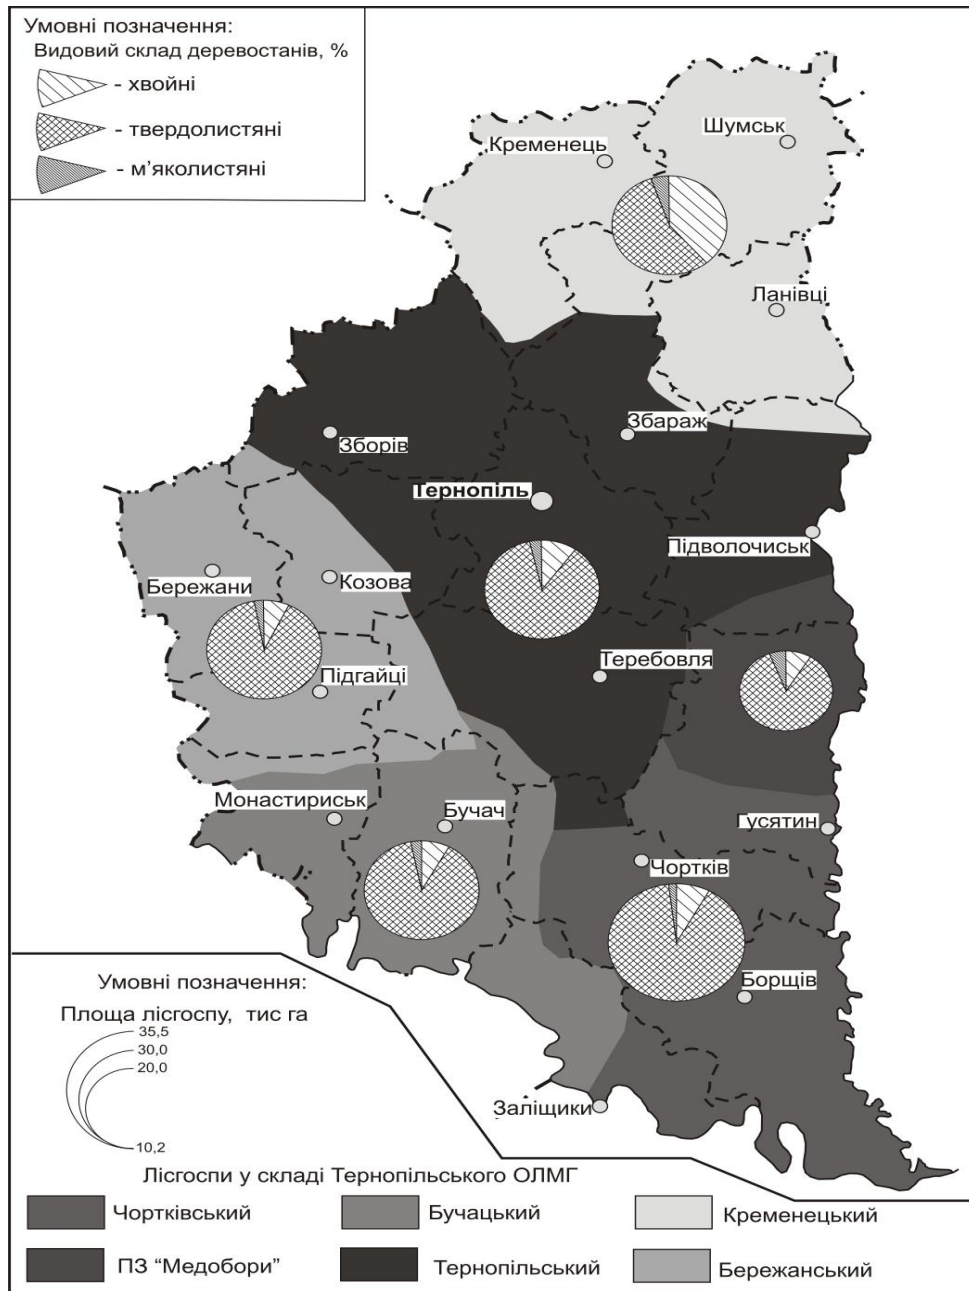 Умовні позначення:
Видовий склад деревостанів, %
- хвойні
- твердолистяні
- м’яколистяні
Шумськ
Кременець
Ланівці
Збараж
Зборів
Тернопіль
Підволочиськ
Бережани
Козова
Теребовля
Підгайці
Монастириськ
Бучач
Гусятин
Чортків
Борщів
Заліщики
Умовні позначення:
Площа лісгоспу, тис га
35,5
30,0
20,0
10,2
Лісгоспи у складі Тернопільського ОЛМГ
Чортківський
Бучацький
Кременецький
ПЗ “Медобори”
Тернопільський
Бережанський